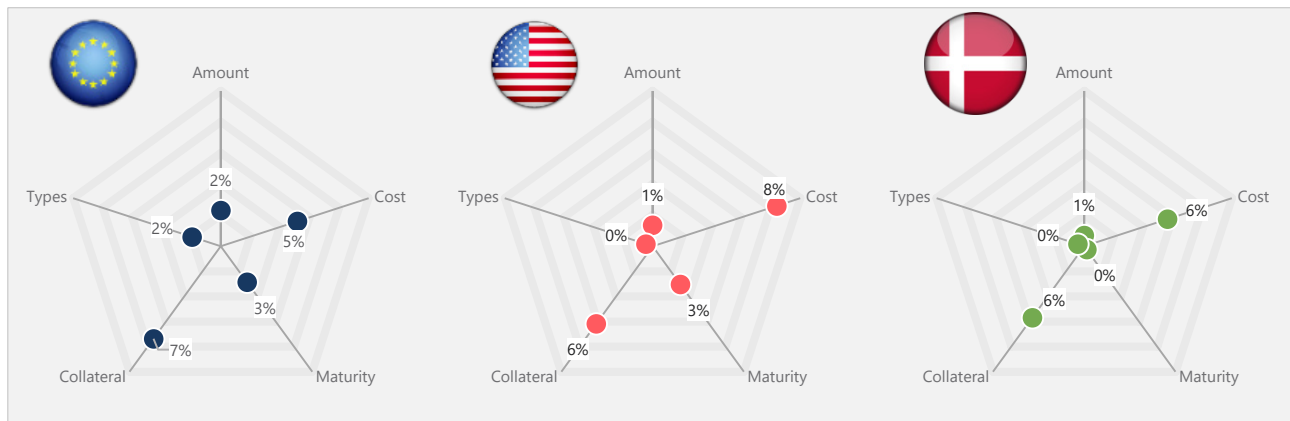 Amount
2%
Types
2%
Cost
5%
3%
7%
Collateral
Maturity
Amount
1%
Types
0%
8%
Cost
3%
6%
Collateral
Maturity
Amount
1%
Types
0%
6%
Cost
0%
6%
Collateral
Maturity